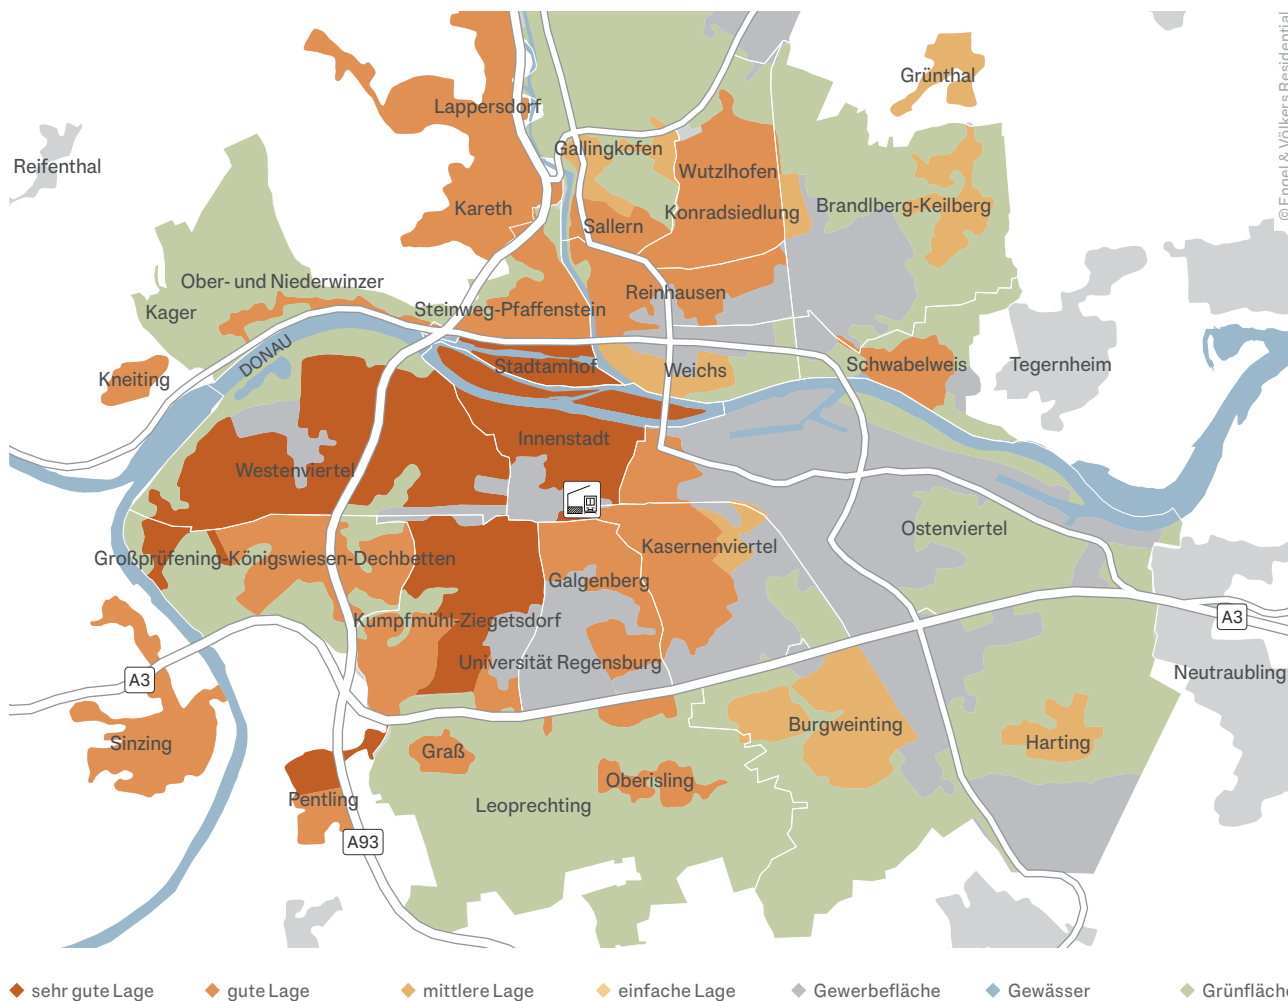 © Engel & Völkers Residential
Grünthal
Lappersdorf
Gallingkofen
Reifenthal
Wutzlhofen
Kareth
Konradsiedlung
Brandlberg-Keilberg
Sallern
Ober- und Niederwinzer
Reinhausen
Kager
Steinweg-Pfaffenstein
DONAU
Stadtamhof
Weichs
Schwabelweis
Tegernheim
Kneiting
Innenstadt
Westenviertel
Ostenviertel
Kasernenviertel
Großprüfening-Königswiesen-Dechbetten
Galgenberg
A3
Kumpfmühl-Ziegetsdorf
Universität Regensburg
Neutraubling
A3
Burgweinting
Sinzing
Graß
Harting
Oberisling
Pentling
Leoprechting
A93
sehr gute Lage
gute Lage
mittlere Lage
einfache Lage
Gewerbefläche
Gewässer
Grünfläche